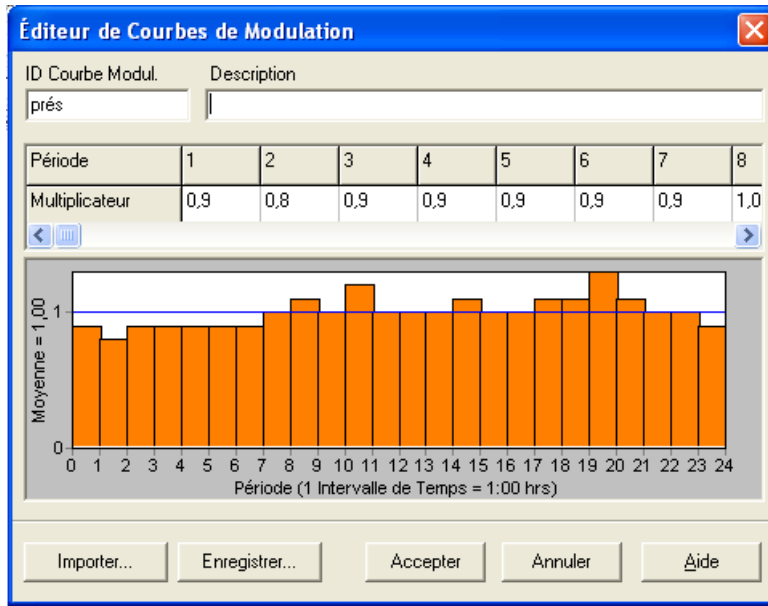 Éditeur de Courbes de Modulation
ID Courbe Modul. Description
prés
Période 1 2 3 4 5 6 7 8
Multiplicateur 0,9 0,8 0,9 0,9 0,9 0,9 0,9 1,0
Moyenne = 1,00
1
0
0 1 2 3 4 5 6 7 8 9 10 11 12 13 14 15 16 17 18 19 20 21 22 23 24
Période (1 Intervalle de Temps = 1:00 hrs)
Importer... Enregistrer... Accepter Annuler Aide